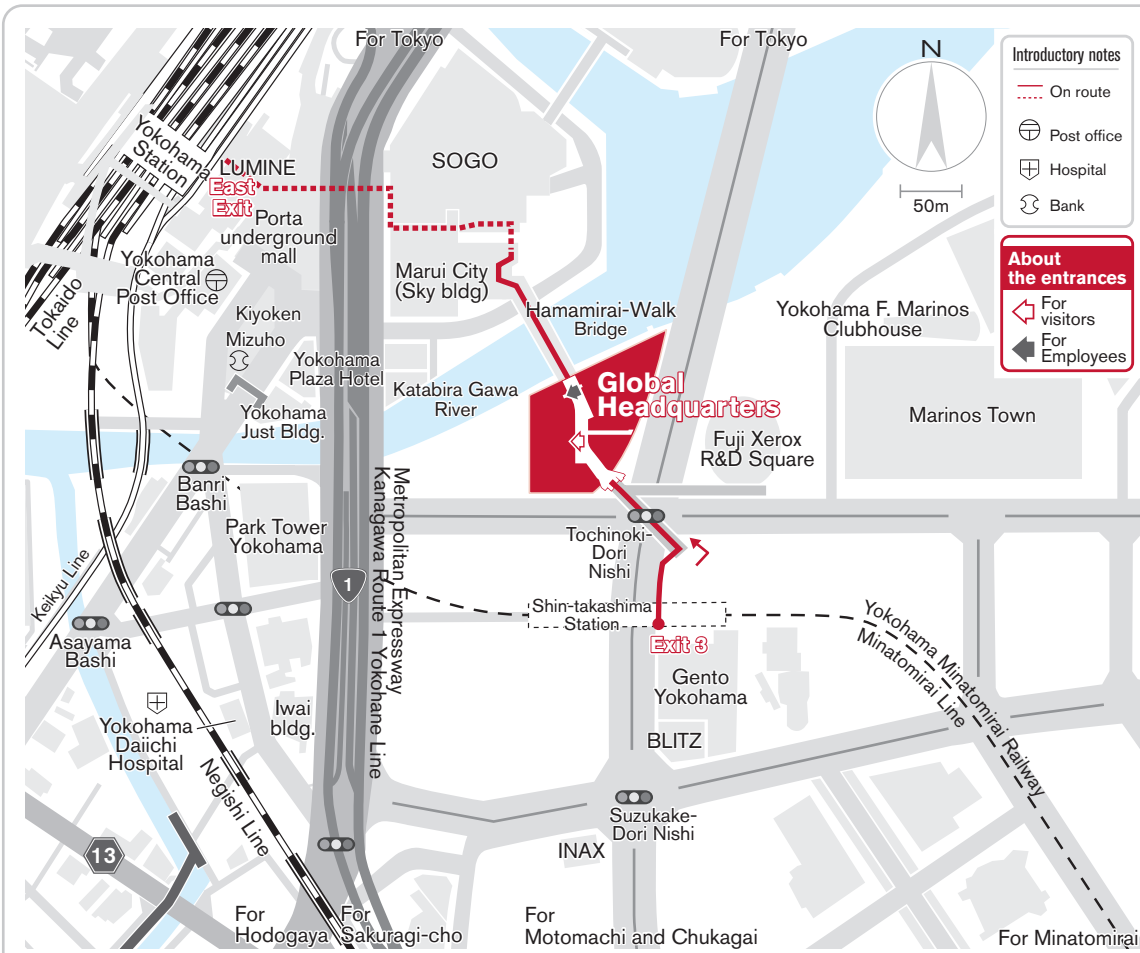 For Tokyo
For Tokyo
N
50m
Introductory notes
On route
Post office
Hospital
Bank
About
the entrances
For
visitors
For
Employees
Yokohama
Station
LUMINE
East
Exit
SOGO
Porta
underground
mall
Yokohama
Central
Post Office
Marui City
(Sky bldg)
Tokaido
Line
Kiyoken
Mizuho
Hamamirai-Walk
Bridge
Yokohama F. Marinos
Clubhouse
Yokohama
Plaza Hotel
Katabira Gawa
River
Global
Headquarters
Yokohama
Just Bldg.
Marinos Town
Fuji Xerox
R&D Square
Banri
Bashi
Metropolitan Expressway
Kanagawa Route 1 Yokohane Line
Park Tower
Yokohama
Tochinoki-
Dori
Nishi
Keikyu Line
1
Shin-takashima
Station
Exit 3
Asayama
Bashi
Yokohama Minatomirai Railway
Minatomirai Line
Gento
Yokohama
Iwai
bldg.
Yokohama
Daiichi
Hospital
BLITZ
Negishi Line
Suzukake-
Dori Nishi
INAX
13
For
Hodogaya
For
Sakuragi-cho
For
Motomachi and Chukagai
For Minatomirai